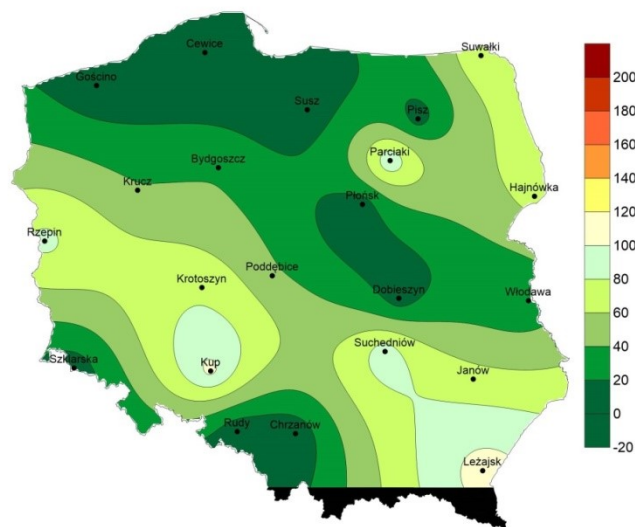 Cewice
Suwałki
Gościno
Susz
Pisz
Parciaki
Bydgoszcz
Krucz
Hajnówka
Płońsk
Rzepin
Poddębice
Krotoszyn
Dobieszyn
Włodawa
Suchedniów
Szklarska
Kup
Janów
Rudy
Chrzanów
Leżajsk
200
180
160
140
120
100
80
60
40
20
0
-20